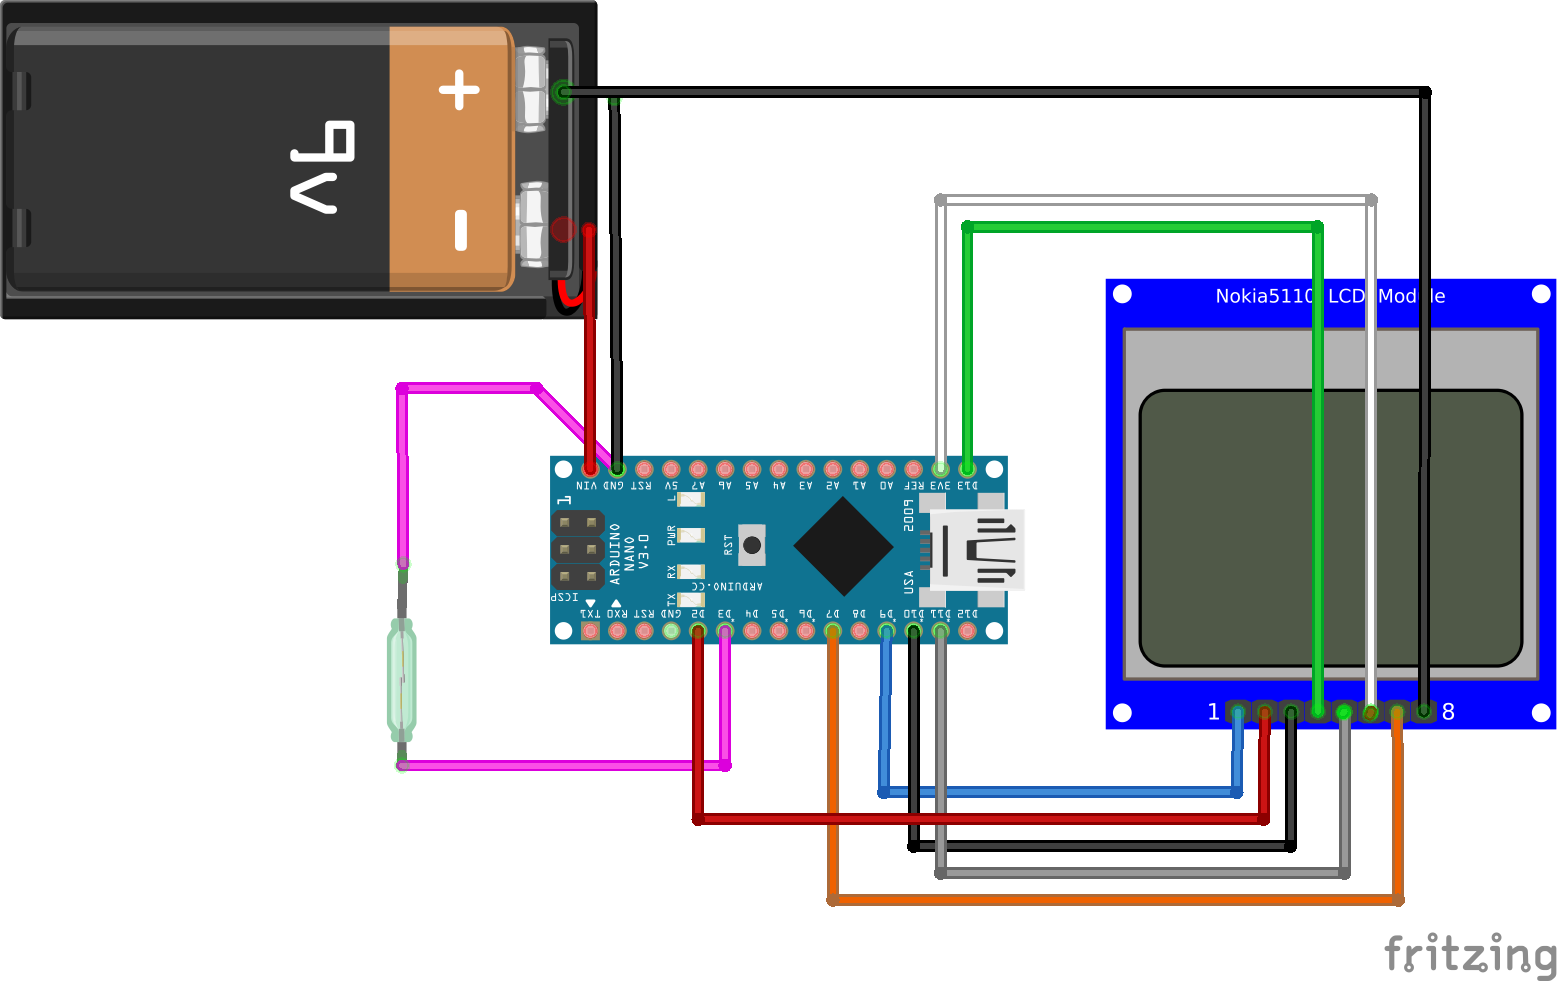 +
9V
-
Nokia5110 LCD Module
VIN GND RST 5V A7 A6 A5 A4 A3 A2 A1 A0 REF 3V3 D13
1
L
PWR
RX
TX
RST
ARDUINO
NANO
V3.0
ARDUINO.CC
2009
USA
ICSP
TX1 RX0 RST GND D2 D3 D4 D5 D6 D7 D8 D9 D10 D11 D12
1 8
fritzing